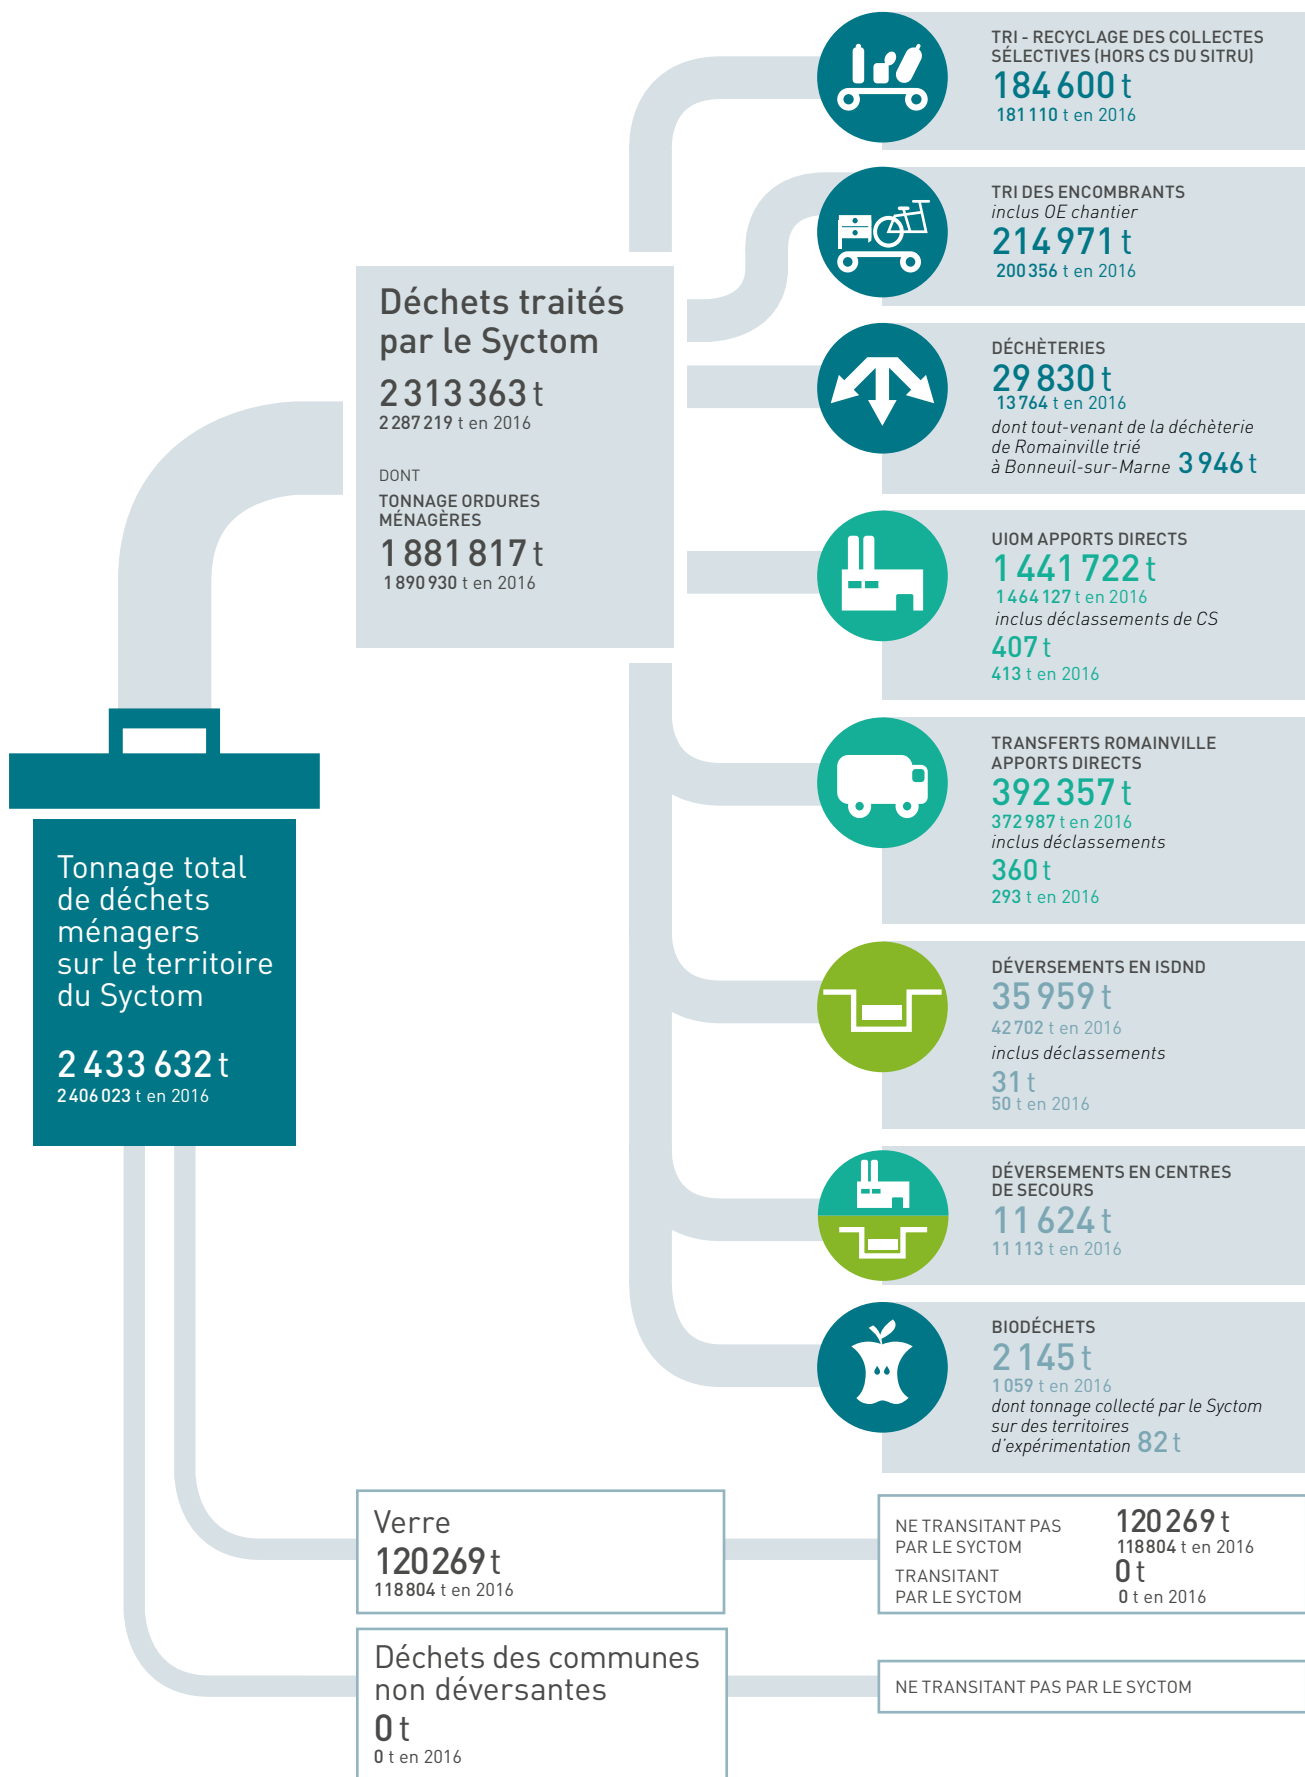 Tonnage total
de déchets
ménagers
sur le territoire
du Syctom
2 433 632 t
2 406 023 t en 2016
Déchets traités
par le Syctom
2 313 363 t
2 287 219 t en 2016
DONT
TONNAGE ORDURES
MÉNAGÈRES
1 881 817 t
1 890 930 t en 2016
TRI - RECYCLAGE DES COLLECTES
SÉLECTIVES (HORS CS DU SITRU)
184 600 t
181 110 t en 2016
TRI DES ENCOMBRANTS
inclus OE chantier
214 971 t
200 356 t en 2016
DÉCHÈTERIES
29 830 t
13 764 t en 2016
dont tout-venant de la déchèterie
de Romainville trié
à Bonneuil-sur-Marne 3 946 t
UIOM APPORTS DIRECTS
1 441 722 t
1 464 127 t en 2016
inclus déclassements de CS
407 t
413 t en 2016
TRANSFERTS ROMAINVILLE
APPORTS DIRECTS
392 357 t
372 987 t en 2016
inclus déclassements
360 t
293 t en 2016
DÉVERSEMENTS EN ISDND
35 959 t
42 702 t en 2016
inclus déclassements
31 t
50 t en 2016
DÉVERSEMENTS EN CENTRES
DE SECOURS
11 624 t
11 113 t en 2016
BIODÉCHETS
2 145 t
1 059 t en 2016
dont tonnage collecté par le Syctom
sur des territoires
d'expérimentation 82 t
Verre
120 269 t
118 804 t en 2016
NE TRANSITANT PAS
PAR LE SYCTOM
120 269 t
118 804 t en 2016
TRANSITANT
PAR LE SYCTOM
0 t
0 t en 2016
Déchets des communes
non déversantes
0 t
0 t en 2016
NE TRANSITANT PAS PAR LE SYCTOM